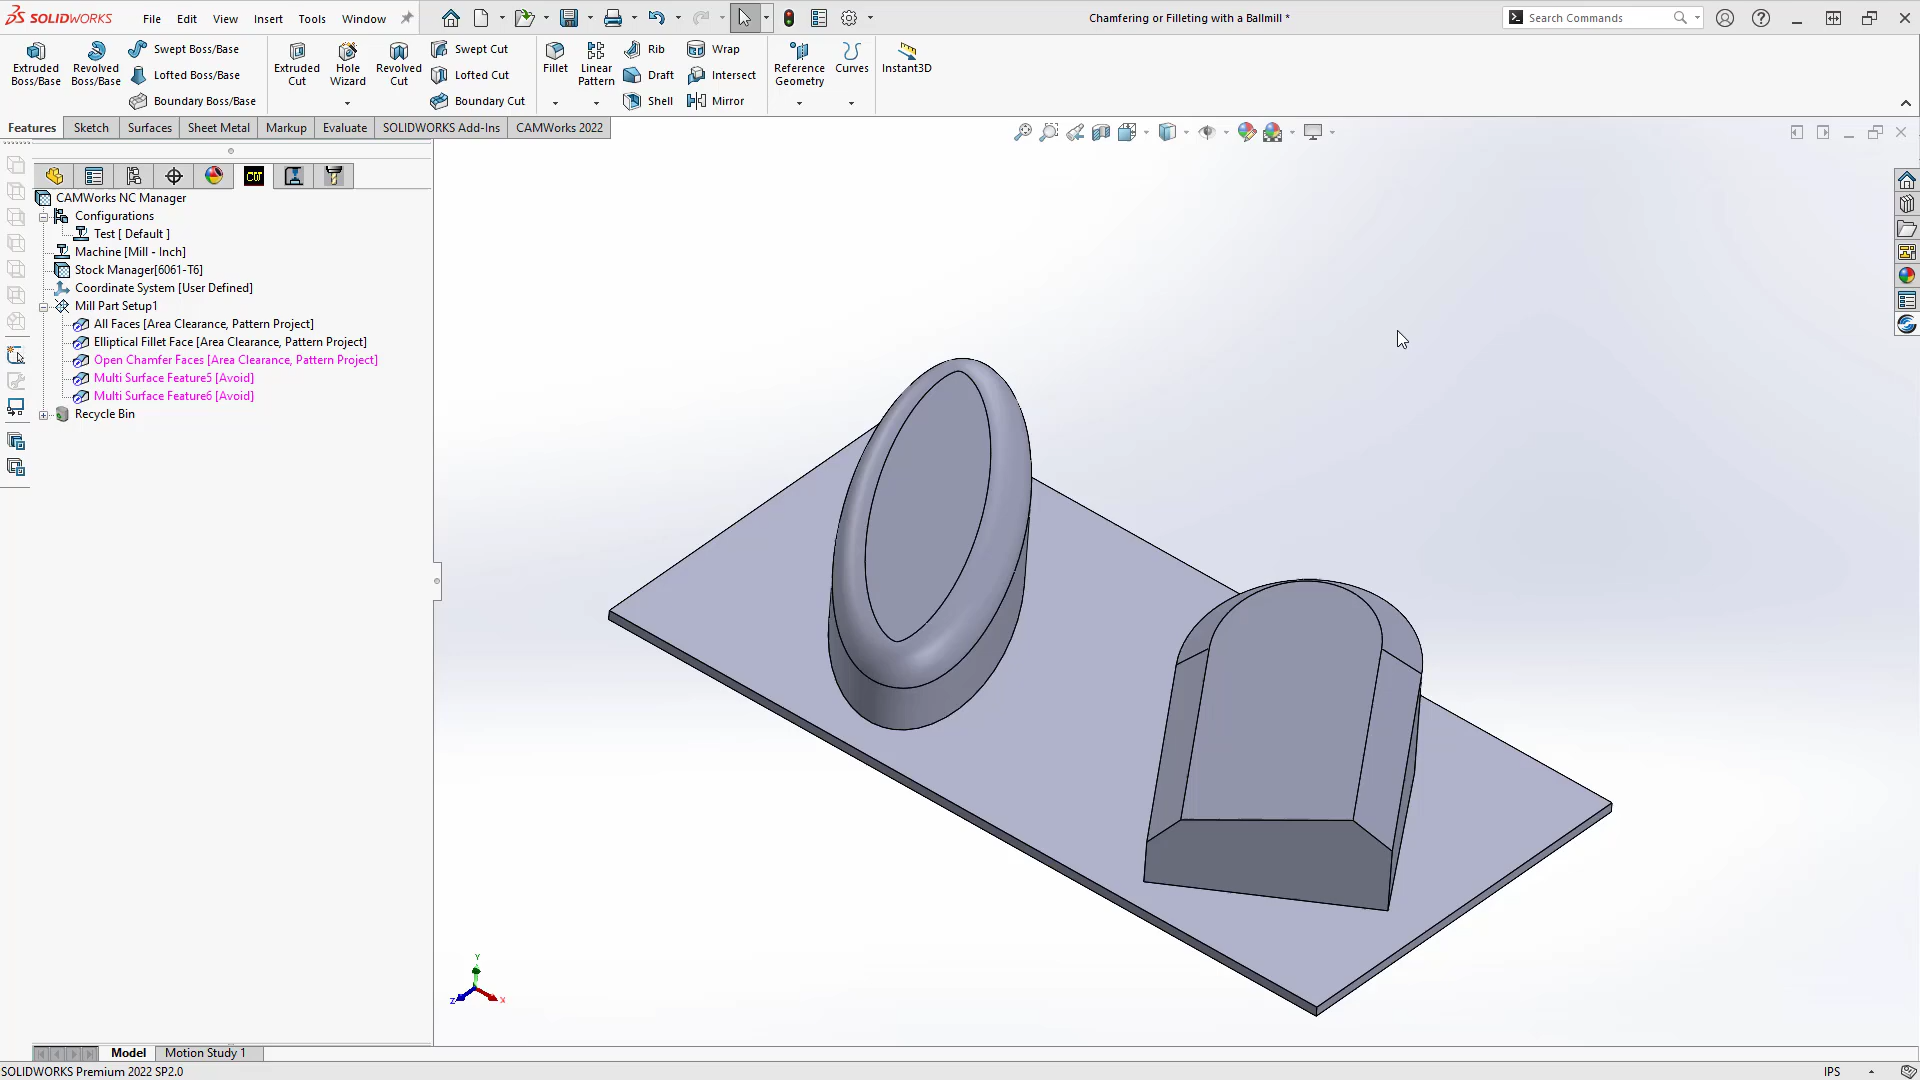 SOLIDWORKS File Edit View Insert Tools Window
Chamfering or Filleting with a Ballmill *
Search Commands
Extruded Boss/Base
Revolved Boss/Base
Swept Boss/Base
Lofted Boss/Base
Boundary Boss/Base
Extruded Cut
Hole Wizard
Revolved Cut
Swept Cut
Lofted Cut
Boundary Cut
Fillet
Linear Pattern
Rib
Draft
Shell
Wrap
Intersect
Mirror
Reference Geometry
Curves
Instant3D
Features Sketch Surfaces Sheet Metal Markup Evaluate SOLIDWORKS Add-Ins CAMWorks 2022
CW
CAMWorks NC Manager
Configurations
Test [ Default ]
Machine [Mill - Inch]
Stock Manager[6061-T6]
Coordinate System [User Defined]
Mill Part Setup1
All Faces [Area Clearance, Pattern Project]
Elliptical Fillet Face [Area Clearance, Pattern Project]
Open Chamfer Faces [Area Clearance, Pattern Project]
Multi Surface Feature5 [Avoid]
Multi Surface Feature6 [Avoid]
Recycle Bin
Y
Z
X
Model Motion Study 1
SOLIDWORKS Premium 2022 SP2.0
IPS